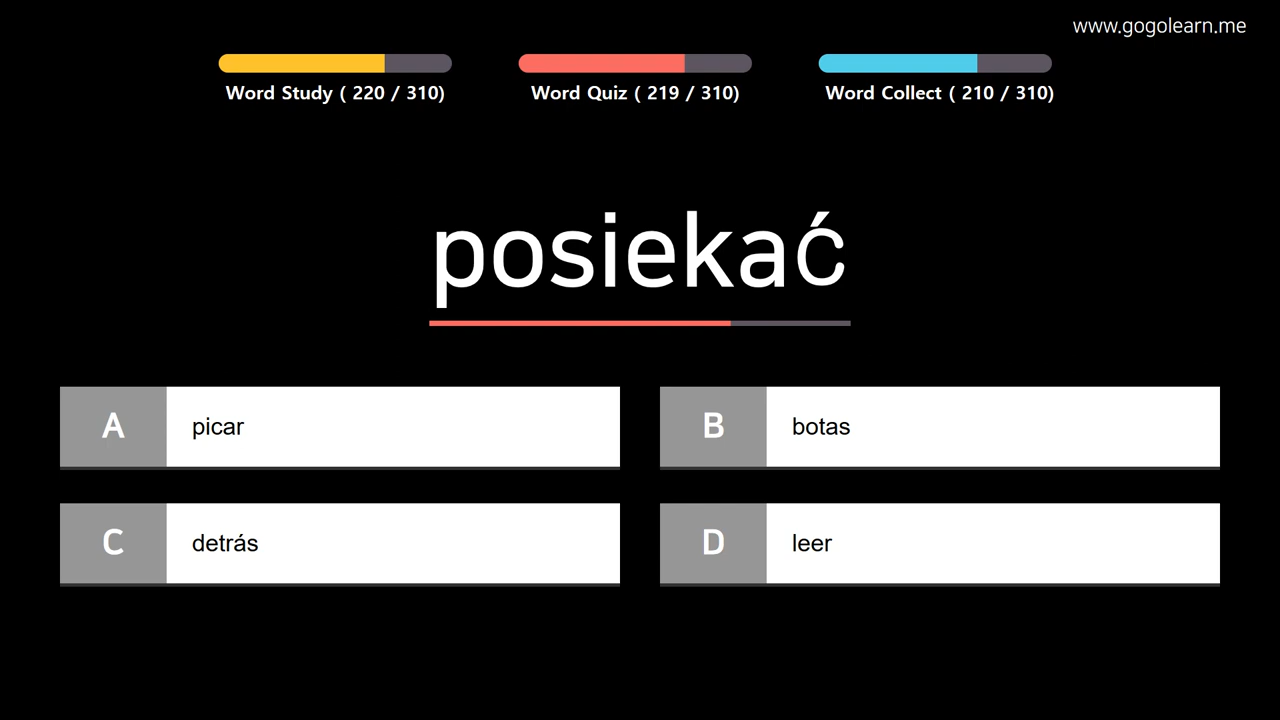 www.gogolearn.me
Word Study ( 220 / 310)
Word Quiz ( 219 / 310)
Word Collect ( 210 / 310)
posiekać
A picar
B botas
C detrás
D leer